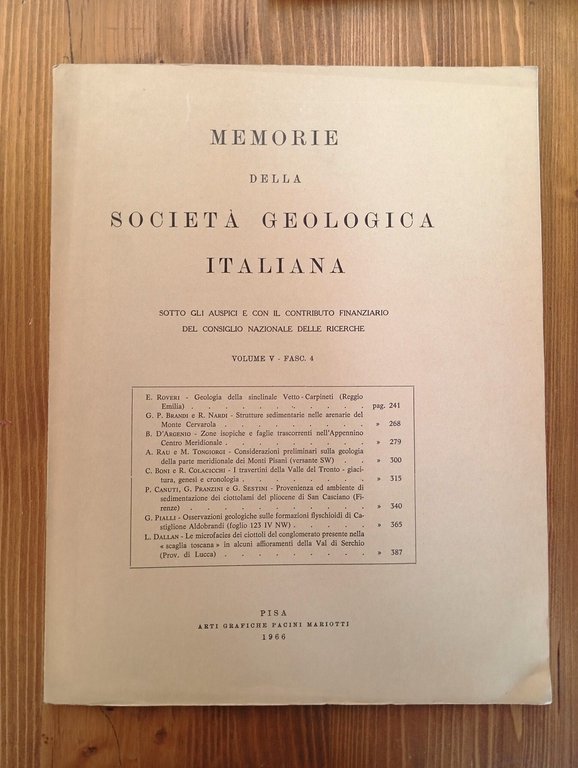 MEMORIE
DELLA
SOCIETÀ GEOLOGICA
ITALIANA
SOTTO GLI AUSPICI E CON IL CONTRIBUTO FINANZIARIO
DEL CONSIGLIO NAZIONALE DELLE RICERCHE
VOLUME V - FASC. 4
E. ROVERI - Geologia della sinclinale Vetto-Carpineti (Reggio
Emilia) . . . . . . . . . . . pag. 241
G. P. BRANDI e R. NARDI - Strutture sedimentarie nelle arenarie del
Monte Cervarola . . . . . . . . . » 268
B. D'ARGENIO - Zone isopiche e faglie trascorrenti nell'Appennino
Centro Meridionale . . . . . . . . . » 279
A. RAU e M. TONGIORGI - Considerazioni preliminari sulla geologia
della parte meridionale dei Monti Pisani (versante SW) . . » 300
C. BONI e R. COLACICCHI - I travertini della Valle del Tronto - giaci-
tura, genesi e cronologia . . . . . . . . » 315
P. CANUTI, G. PRANZINI e G. SESTINI - Provenienza ed ambiente di
sedimentazione dei ciottolami del pliocene di San Casciano (Fi-
renze) . . . . . . . . . . . » 340
G. PIALLI - Osservazioni geologiche sulle formazioni flyschioidi di Ca-
stiglione Aldobrandi (foglio 123 IV NW) . . . . . » 365
L. DALLAN - Le microfacies dei ciottoli del conglomerato presente nella
« scaglia toscana » in alcuni affioramenti della Val di Serchio
(Prov. di Lucca) . . . . . . . . . » 387
PISA
ARTI GRAFICHE PACINI MARIOTTI
1966